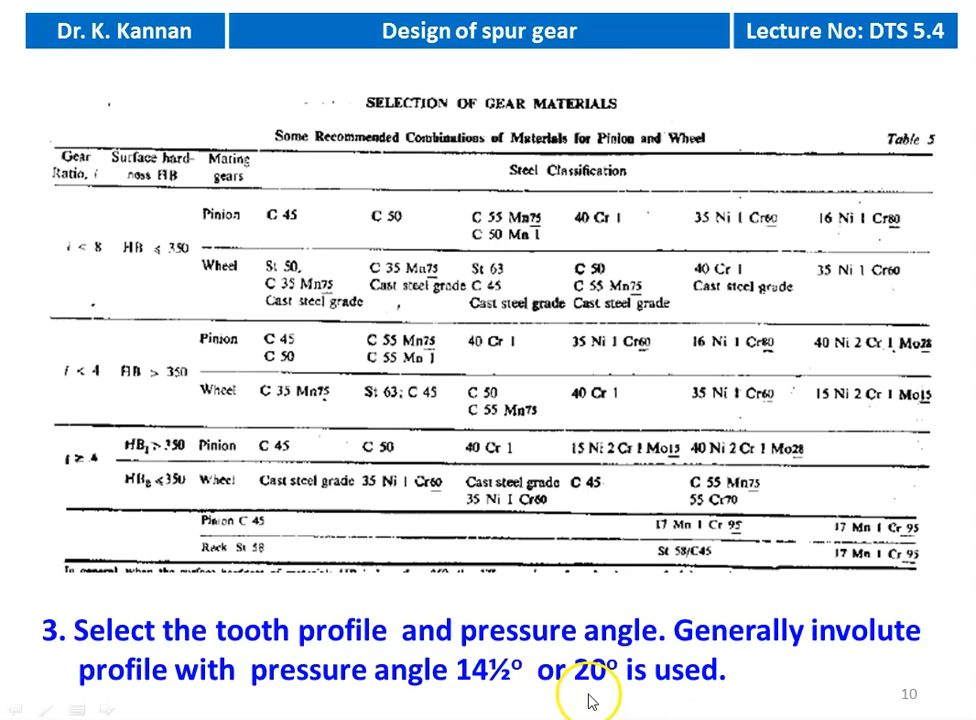 Dr. K. Kannan Design of spur gear Lecture No: DTS 5.4
SELECTION OF GEAR MATERIALS
Some Recommended Combinations of Materials for Pinion and Wheel Table 5
Gear Surface hard- Mating Steel Classification
Ratio, i ness HB gears
Pinion C 45 C 50 C 55 Mn75 40 Cr 1 35 Ni 1 Cr60 16 Ni 1 Cr80
C 50 Mn 1
i < 8 HB ⩽ 350
Wheel St 50, C 35 Mn75 St 63 C 50 40 Cr 1 35 Ni 1 Cr60
C 35 Mn75 Cast steel grade C 45 C 55 Mn75 Cast steel grade
Cast steel grade Cast steel grade Cast steel grade
Pinion C 45 C 55 Mn75 40 Cr 1 35 Ni 1 Cr60 16 Ni 1 Cr80 40 Ni 2 Cr 1 Mo28
C 50 C 55 Mn 1
i < 4 HB > 350
Wheel C 35 Mn75 St 63; C 45 C 50 40 Cr 1 35 Ni 1 Cr60 15 Ni 2 Cr 1 Mo15
C 55 Mn75
i ≥ 4 HB₁ > 350 Pinion C 45 C 50 40 Cr 1 15 Ni 2 Cr 1 Mo15 40 Ni 2 Cr 1 Mo28
HB₂ ⩽ 350 Wheel Cast steel grade 35 Ni 1 Cr60 Cast steel grade C 45 C 55 Mn75
35 Ni 1 Cr60 55 Cr70
Pinion C 45 17 Mn 1 Cr 95 17 Mn 1 Cr 95
Rack St 58 St 58/C45 17 Mn 1 Cr 95
3. Select the tooth profile and pressure angle. Generally involute
profile with pressure angle 14½° or 20° is used.
10